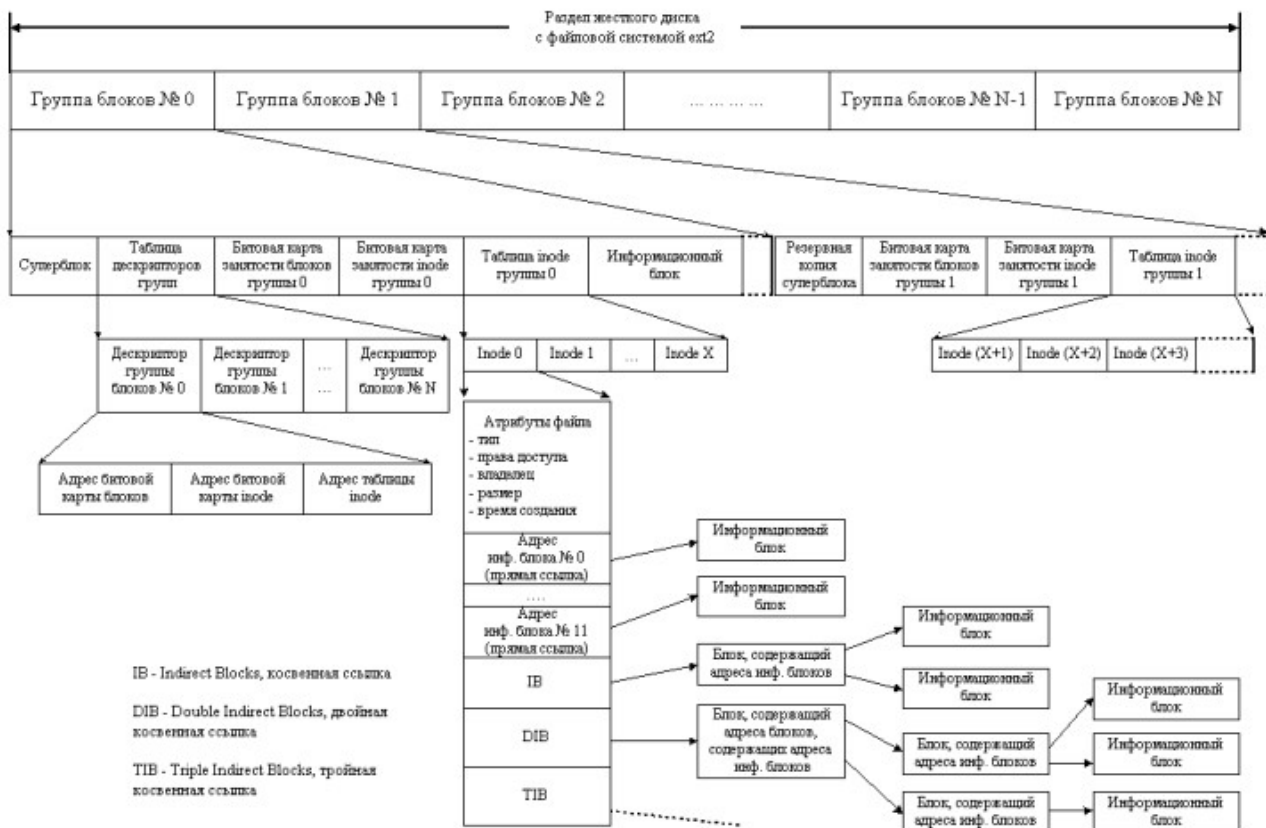 Раздел жесткого диска
с файловой системой ext2
Группа блоков № 0
Группа блоков № 1
Группа блоков № 2
... ... ... ...
Группа блоков № N-1
Группа блоков № N
Суперблок
Таблица
дескрипторов
групп
Битовая карта
занятости блоков
группы 0
Битовая карта
занятости inode
группы 0
Таблица inode
группы 0
Информационный
блок
Резервная
копия
суперблока
Битовая карта
занятости блоков
группы 1
Битовая карта
занятости inode
группы 1
Таблица inode
группы 1
Дескриптор
группы
блоков № 0
Дескриптор
группы
блоков № 1
...
...
Дескриптор
группы
блоков № N
Inode 0
Inode 1
...
Inode X
Inode (X+1)
Inode (X+2)
Inode (X+3)
Адрес битовой
карты блоков
Адрес битовой
карты inode
Адрес таблицы
inode
Атрибуты файла
- тип
- права доступа
- владелец
- размер
- время создания
Адрес
инф. блока № 0
(прямая ссылка)
....
Адрес
инф. блока № 11
(прямая ссылка)
IB
DIB
TIB
Информационный
блок
Информационный
блок
Блок, содержащий
адреса инф. блоков
Информационный
блок
Информационный
блок
Блок, содержащий
адреса блоков,
содержащих адреса
инф. блоков
Блок, содержащий
адреса инф. блоков
Информационный
блок
Информационный
блок
Блок, содержащий
адреса инф. блоков
Информационный
блок
IB - Indirect Blocks, косвенная ссылка
DIB - Double Indirect Blocks, двойная
косвенная ссылка
TIB - Triple Indirect Blocks, тройная
косвенная ссылка